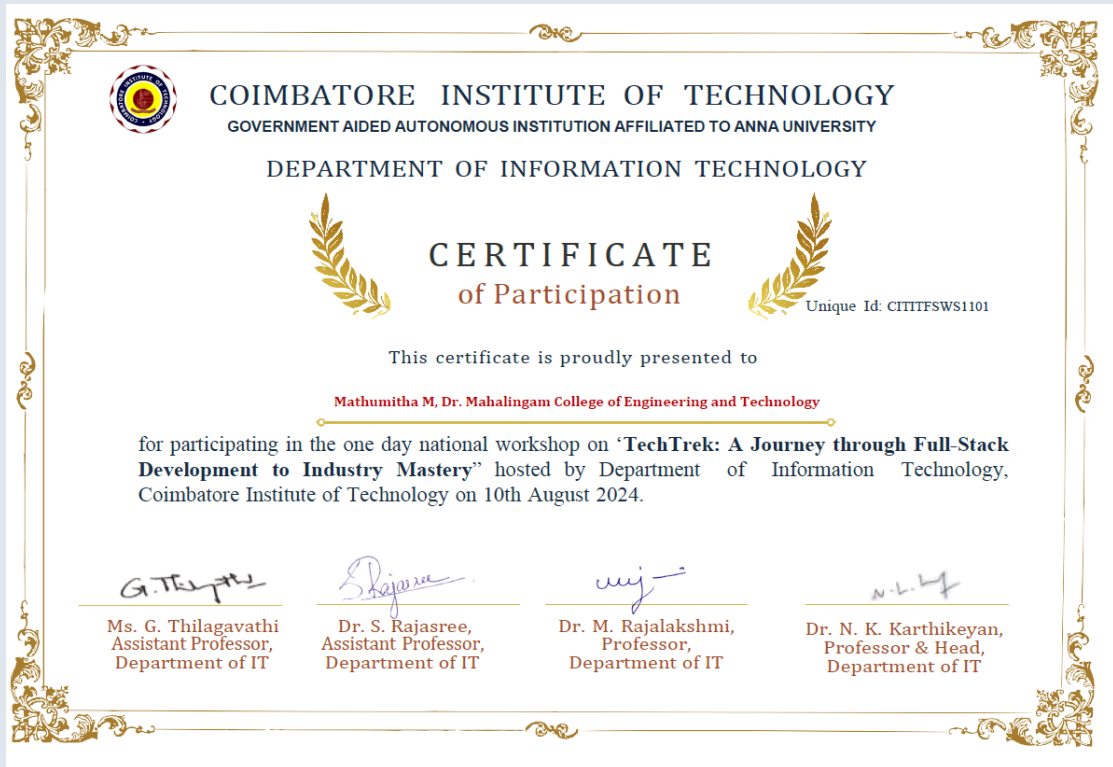 COIMBATORE INSTITUTE OF TECHNOLOGY
COIMBATORE INSTITUTE OF TECHNOLOGY
GOVERNMENT AIDED AUTONOMOUS INSTITUTION AFFILIATED TO ANNA UNIVERSITY
DEPARTMENT OF INFORMATION TECHNOLOGY
CERTIFICATE
of Participation
Unique Id: CITITFSWS1101
This certificate is proudly presented to
Mathumitha M, Dr. Mahalingam College of Engineering and Technology
for participating in the one day national workshop on ‘TechTrek: A Journey through Full-Stack
Development to Industry Mastery” hosted by Department of Information Technology,
Coimbatore Institute of Technology on 10th August 2024.
S Rajasree
Ms. G. Thilagavathi
Assistant Professor,
Department of IT
Dr. S. Rajasree,
Assistant Professor,
Department of IT
Dr. M. Rajalakshmi,
Professor,
Department of IT
Dr. N. K. Karthikeyan,
Professor & Head,
Department of IT